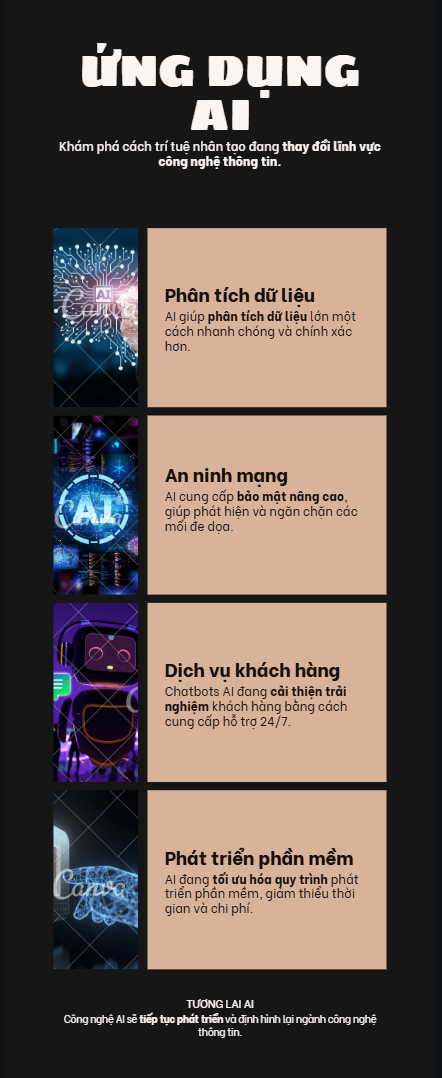 ỨNG DỤNG
AI
Khám phá cách trí tuệ nhân tạo đang thay đổi lĩnh vực
công nghệ thông tin.
AI
Canva
Phân tích dữ liệu
AI giúp phân tích dữ liệu lớn một
cách nhanh chóng và chính xác
hơn.
AI
An ninh mạng
AI cung cấp bảo mật nâng cao,
giúp phát hiện và ngăn chặn các
mối đe dọa.
Dịch vụ khách hàng
Chatbots AI đang cải thiện trải
nghiệm khách hàng bằng cách
cung cấp hỗ trợ 24/7.
Canva
Phát triển phần mềm
AI đang tối ưu hóa quy trình phát
triển phần mềm, giảm thiểu thời
gian và chi phí.
TƯƠNG LAI AI
Công nghệ AI sẽ tiếp tục phát triển và định hình lại ngành công nghệ
thông tin.